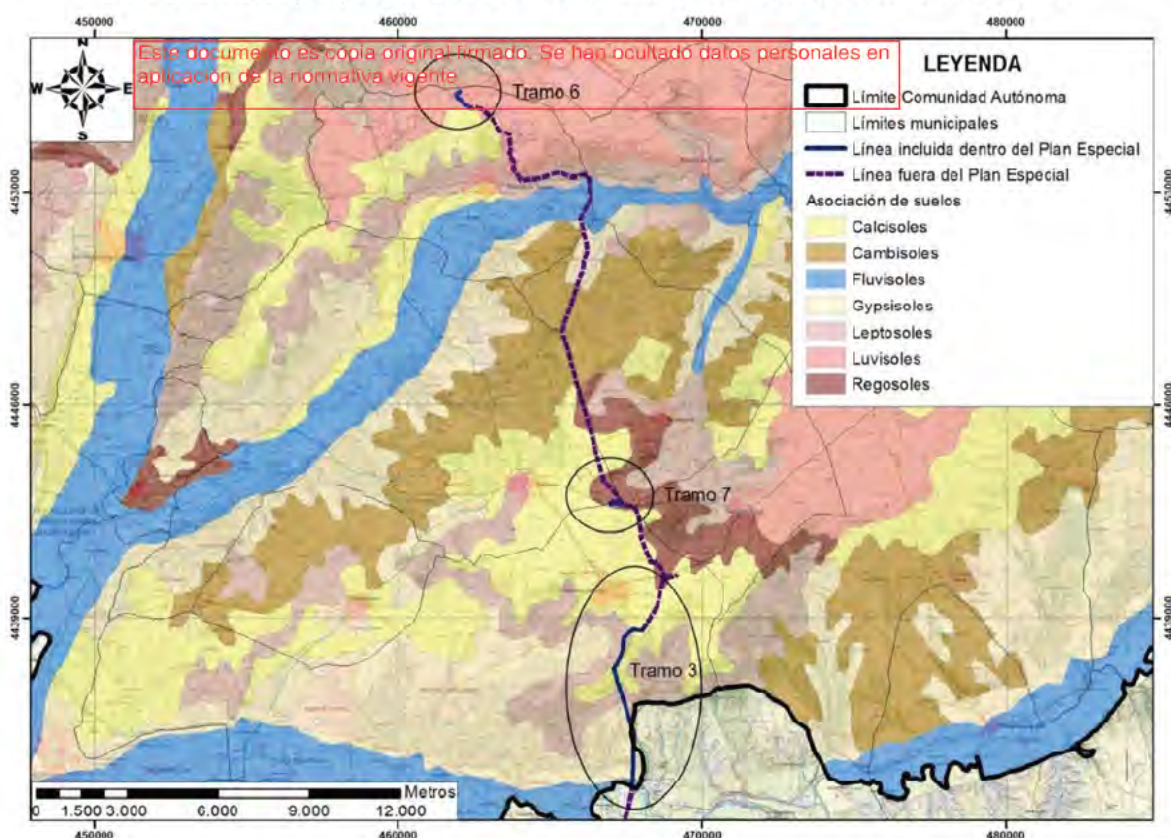 450000 460000 470000 480000
Este documento es copia original firmado. Se han ocultado datos personales en
aplicación de la normativa vigente
N
W E
S
LEYENDA
Límite Comunidad Autónoma
Límites municipales
Línea incluida dentro del Plan Especial
Línea fuera del Plan Especial
Asociación de suelos
Calcisoles
Cambisoles
Fluvisoles
Gypsisoles
Leptosoles
Luvisoles
Regosoles
Tramo 6
Tramo 7
Tramo 3
4453000 4453000
4446000 4446000
4439000 4439000
Metros
0 1.500 3.000 6.000 9.000 12.000
450000 460000 470000 480000